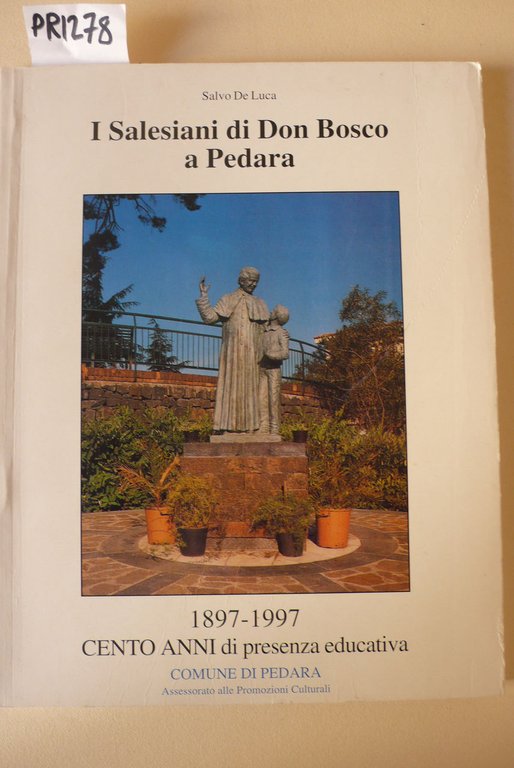 PR1278
Salvo De Luca
I Salesiani di Don Bosco
a Pedara
1897-1997
CENTO ANNI di presenza educativa
COMUNE DI PEDARA
Assessorato alle Promozioni Culturali